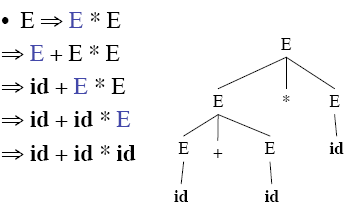 • E ⇒ E * E
⇒ E + E * E
⇒ id + E * E
⇒ id + id * E
⇒ id + id * id
E
E * E
E + E id
id id